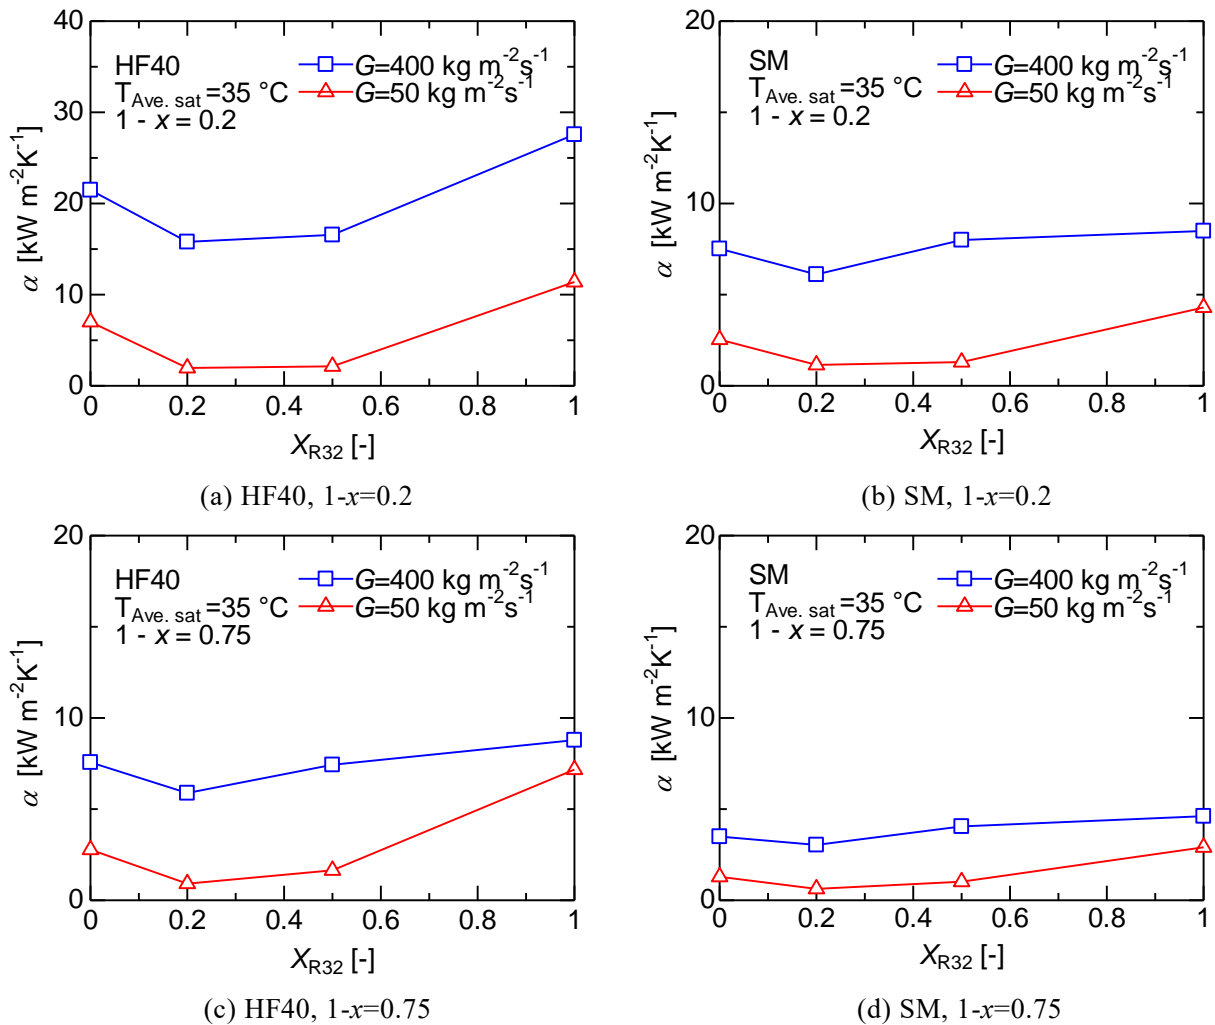 40
30
20
10
0
α [kW m-2K-1]
HF40
TAve. sat =35 °C
1 - x = 0.2
G=400 kg m-2s-1
G=50 kg m-2s-1
0 0.2 0.4 0.6 0.8 1
XR32 [-]
(a) HF40, 1-x=0.2
20
10
0
α [kW m-2K-1]
SM
TAve. sat =35 °C
1 - x = 0.2
G=400 kg m-2s-1
G=50 kg m-2s-1
0 0.2 0.4 0.6 0.8 1
XR32 [-]
(b) SM, 1-x=0.2
20
10
0
α [kW m-2K-1]
HF40
TAve. sat =35 °C
1 - x = 0.75
G=400 kg m-2s-1
G=50 kg m-2s-1
0 0.2 0.4 0.6 0.8 1
XR32 [-]
(c) HF40, 1-x=0.75
20
10
0
α [kW m-2K-1]
SM
TAve. sat =35 °C
1 - x = 0.75
G=400 kg m-2s-1
G=50 kg m-2s-1
0 0.2 0.4 0.6 0.8 1
XR32 [-]
(d) SM, 1-x=0.75